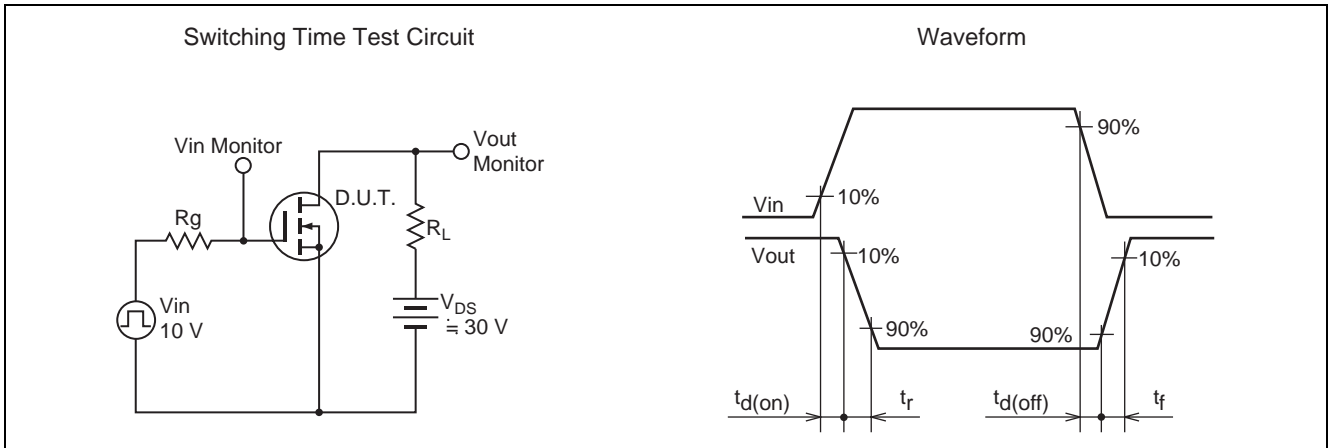 Switching Time Test Circuit
Waveform
Vin Monitor
Vout
Monitor
D.U.T.
Rg
RL
Vin
10 V
VDS
≒ 30 V
Vin
10%
90%
Vout
10%
90%
90%
10%
td(on)
tr
td(off)
tf